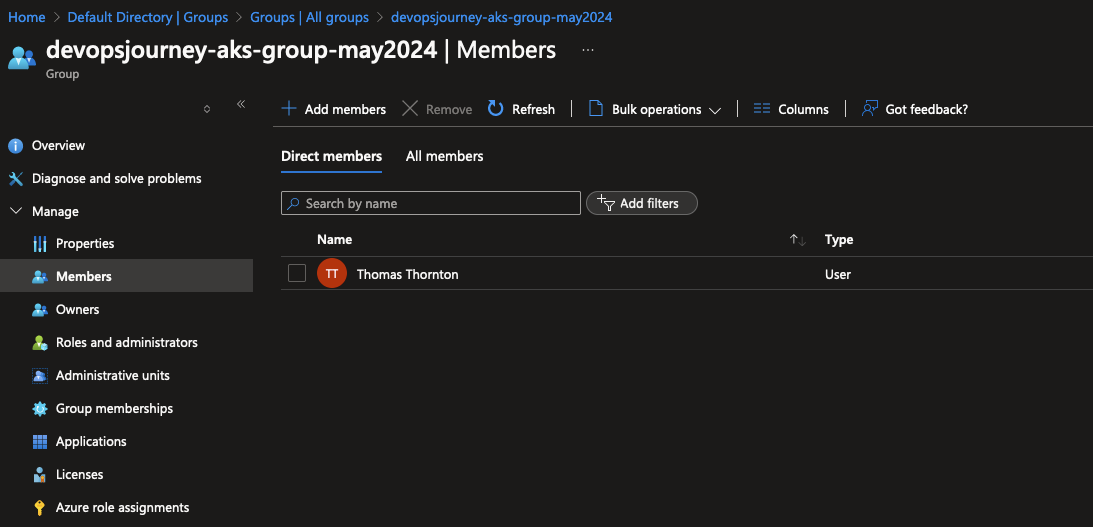 Home > Default Directory | Groups > Groups | All groups > devopsjourney-aks-group-may2024
devopsjourney-aks-group-may2024 | Members ...
Group
Add members Remove Refresh Bulk operations Columns Got feedback?
Overview
Diagnose and solve problems
Manage
Properties
Members
Owners
Roles and administrators
Administrative units
Group memberships
Applications
Licenses
Azure role assignments
Direct members All members
Search by name Add filters
Name Type
TT Thomas Thornton User